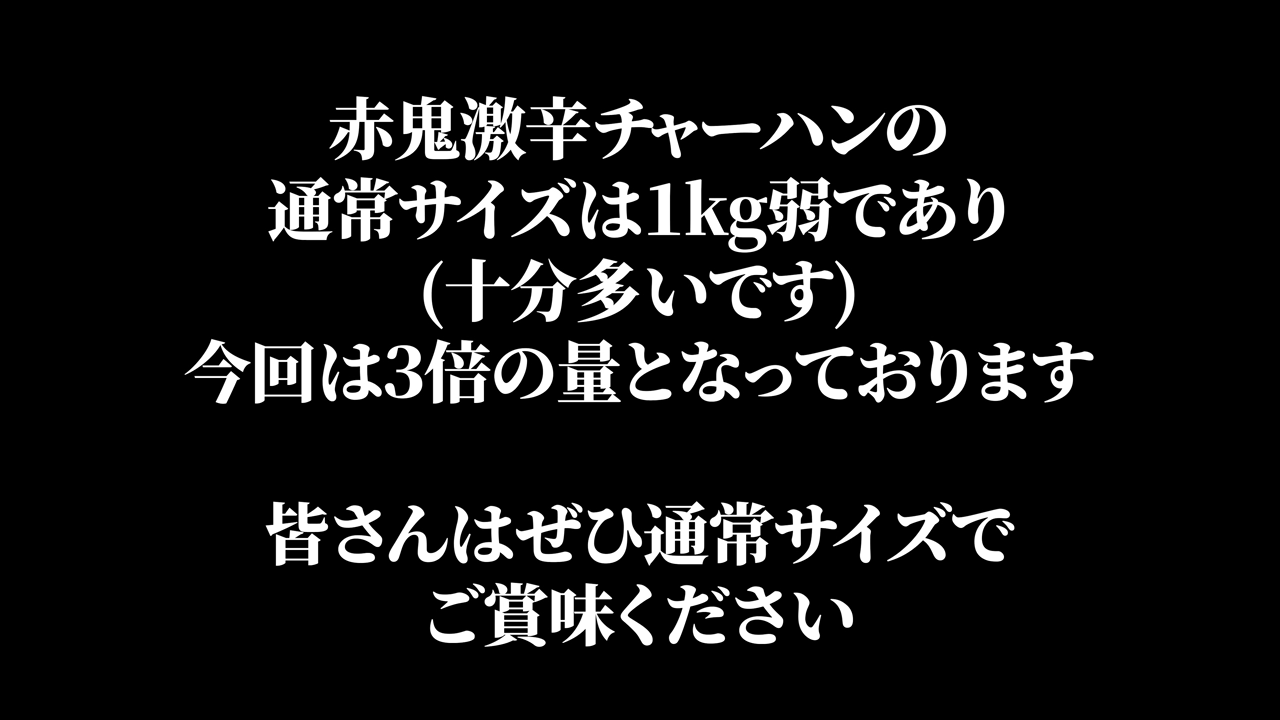 赤鬼激辛チャーハンの
通常サイズは1kg弱であり
(十分多いです)
今回は3倍の量となっております
皆さんはぜひ通常サイズで
ご賞味ください